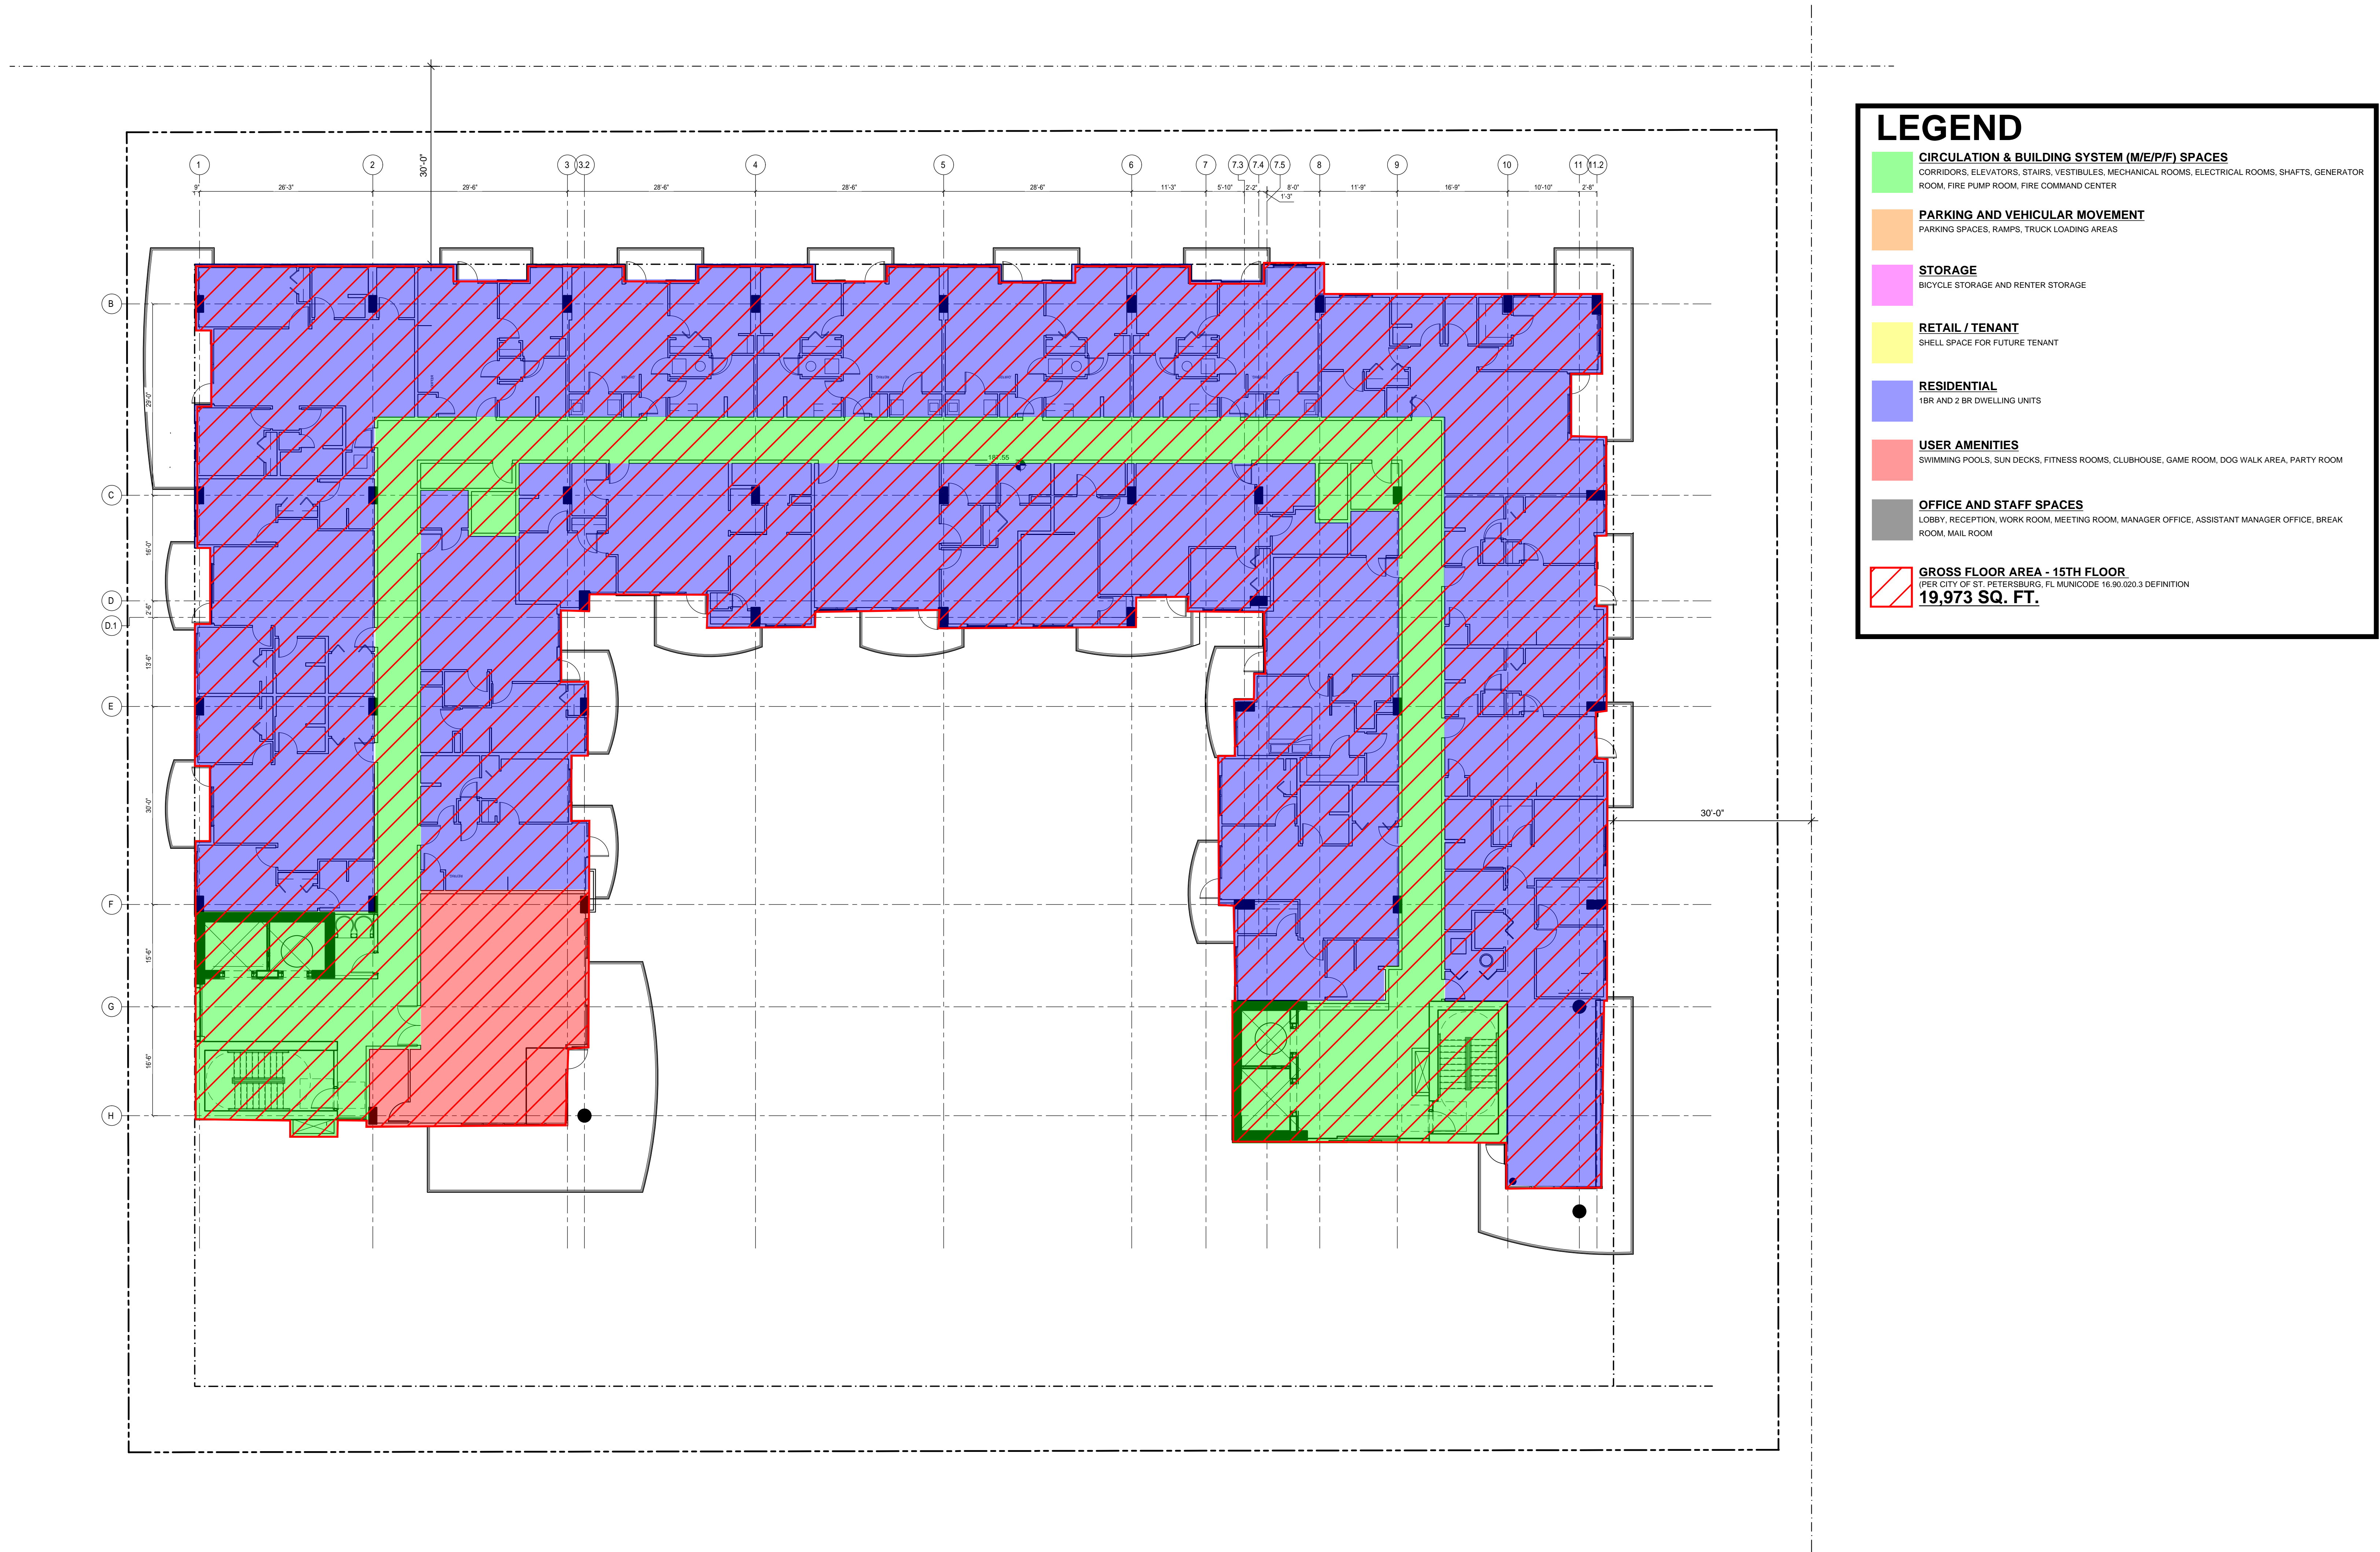 30'-0"
1 2 3 3.2 4 5 6 7 7.3 7.4 7.5 8 9 10 11 11.2
9" 26'-3" 29'-6" 28'-6" 28'-6" 28'-6" 11'-3" 5'-10" 2'-2" 8'-0" 11'-9" 16'-9" 10'-10" 2'-8"
1'-3"
B
29'-0"
C
187.55
16'-0"
D
2'-6"
D.1
13'-6"
E
30'-0"
30'-0"
F
15'-6"
G
16'-6"
H
LEGEND
CIRCULATION & BUILDING SYSTEM (M/E/P/F) SPACES
CORRIDORS, ELEVATORS, STAIRS, VESTIBULES, MECHANICAL ROOMS, ELECTRICAL ROOMS, SHAFTS, GENERATOR
ROOM, FIRE PUMP ROOM, FIRE COMMAND CENTER
PARKING AND VEHICULAR MOVEMENT
PARKING SPACES, RAMPS, TRUCK LOADING AREAS
STORAGE
BICYCLE STORAGE AND RENTER STORAGE
RETAIL / TENANT
SHELL SPACE FOR FUTURE TENANT
RESIDENTIAL
1BR AND 2 BR DWELLING UNITS
USER AMENITIES
SWIMMING POOLS, SUN DECKS, FITNESS ROOMS, CLUBHOUSE, GAME ROOM, DOG WALK AREA, PARTY ROOM
OFFICE AND STAFF SPACES
LOBBY, RECEPTION, WORK ROOM, MEETING ROOM, MANAGER OFFICE, ASSISTANT MANAGER OFFICE, BREAK
ROOM, MAIL ROOM
GROSS FLOOR AREA - 15TH FLOOR
(PER CITY OF ST. PETERSBURG, FL MUNICODE 16.90.020.3 DEFINITION
19,973 SQ. FT.